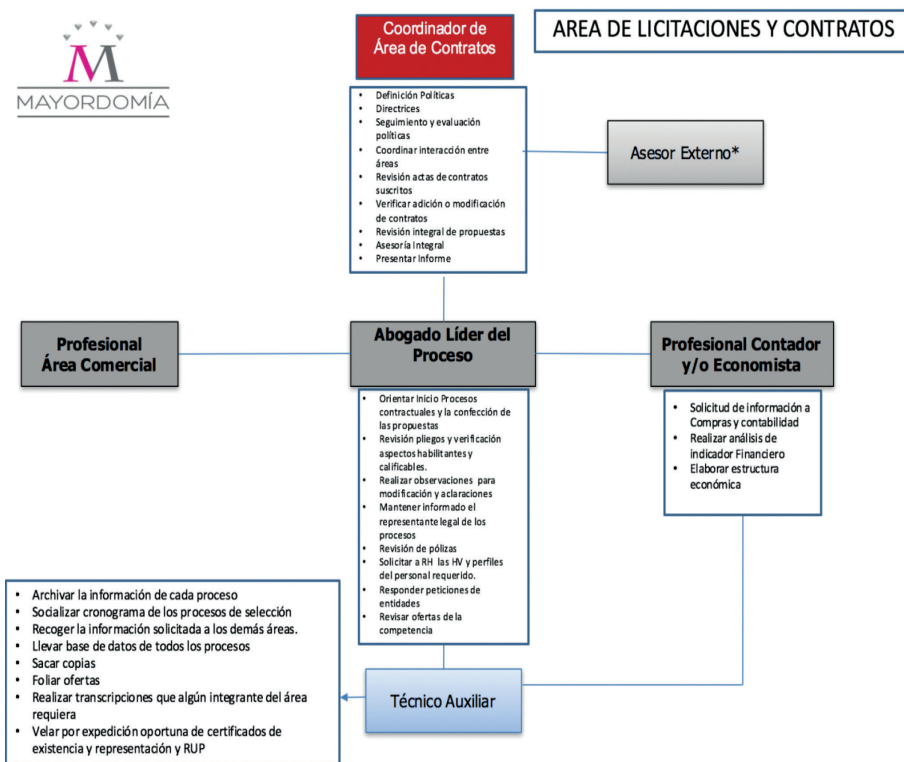 M
MAYORDOMÍA
Coordinador de
Área de Contratos
AREA DE LICITACIONES Y CONTRATOS
• Definición Políticas
• Directrices
• Seguimiento y evaluación
políticas
• Coordinar interacción entre
áreas
• Revisión actas de contratos
suscritos
• Verificar adición o modificación
de contratos
• Revisión integral de propuestas
• Asesoría Integral
• Presentar Informe
Asesor Externo*
Profesional
Área Comercial
Abogado Líder del
Proceso
Profesional Contador
y/o Economista
• Orientar Inicio Procesos
contractuales y la confección de
las propuestas
• Revisión pliegos y verificación
aspectos habilitantes y
calificables.
• Realizar observaciones para
modificación y aclaraciones
• Mantener informado el
representante legal de los
procesos
• Revisión de pólizas
• Solicitar a RH las HV y perfiles
del personal requerido.
• Responder peticiones de
entidades
• Revisar ofertas de la
competencia
• Solicitud de información a
Compras y contabilidad
• Realizar análisis de
indicador Financiero
• Elaborar estructura
económica
• Archivar la información de cada proceso
• Socializar cronograma de los procesos de selección
• Recoger la información solicitada a los demás áreas.
• Llevar base de datos de todos los procesos
• Sacar copias
• Foliar ofertas
• Realizar transcripciones que algún integrante del área
requiera
• Velar por expedición oportuna de certificados de
existencia y representación y RUP
Técnico Auxiliar